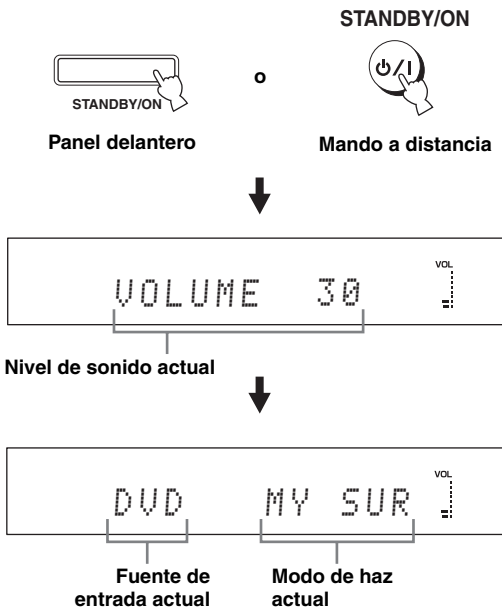 STANDBY/ON
STANDBY/ON
o
Panel delantero
Mando a distancia
VOLUME 30
VOL
Nivel de sonido actual
DVD MY SUR
VOL
Fuente de entrada actual
Modo de haz actual